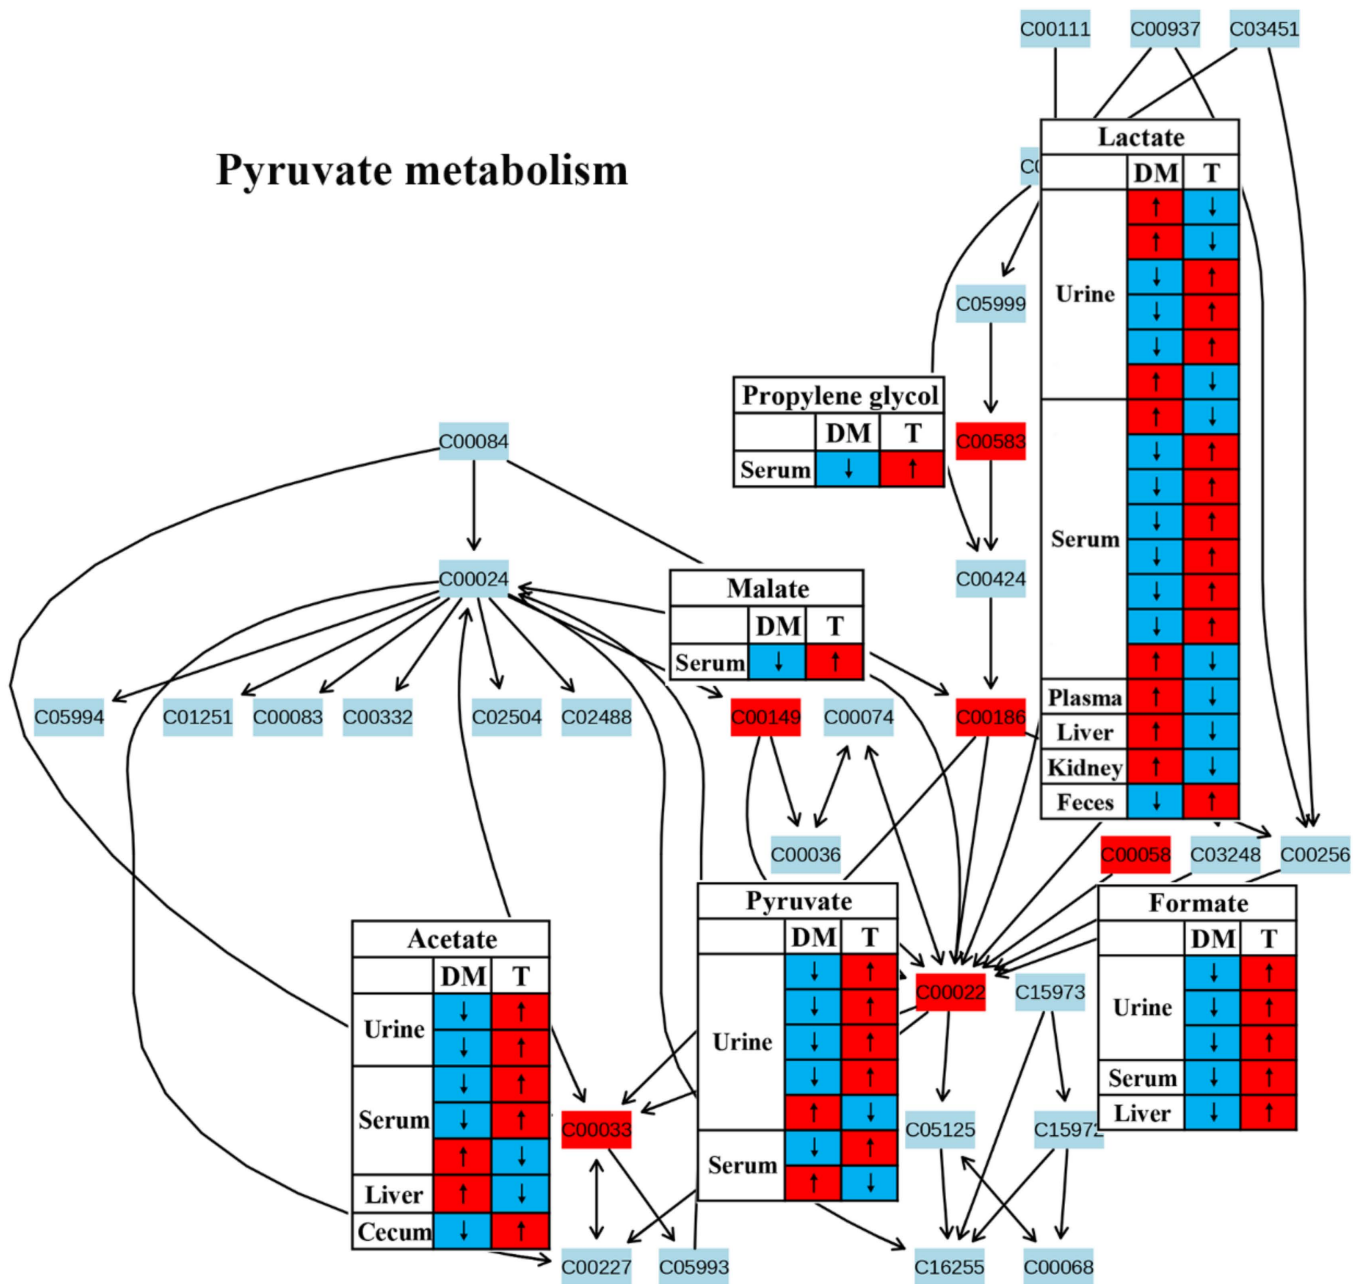 C00111 C00937 C03451
Pyruvate metabolism
Lactate
DM T
Urine
↑ ↓
↑ ↓
↓ ↑
↓ ↑
↓ ↑
↑ ↓
Serum
↑ ↓
↓ ↑
↓ ↑
↓ ↑
↓ ↑
↓ ↑
↓ ↑
↑ ↓
Plasma ↑ ↓
Liver ↑ ↓
Kidney ↑ ↓
Feces ↓ ↑
C05999
Propylene glycol
DM T
Serum ↓ ↑
C00583
C00084
C00024
C00424
Malate
DM T
Serum ↓ ↑
C05994 C01251 C00083 C00332 C02504 C02488 C00149 C00074 C00186
C00036 C00058 C03248 C00256
Pyruvate
DM T
Urine
↓ ↑
↓ ↑
↓ ↑
↓ ↑
↑ ↓
Serum
↓ ↑
↑ ↓
Formate
DM T
Urine
↓ ↑
↓ ↑
↓ ↑
Serum ↓ ↑
Liver ↓ ↑
Acetate
DM T
Urine
↓ ↑
↓ ↑
Serum
↓ ↑
↓ ↑
↑ ↓
Liver ↑ ↓
Cecum ↓ ↑
C00022 C15973
C00033 C05125 C15972
C00227 C05993 C16255 C00068